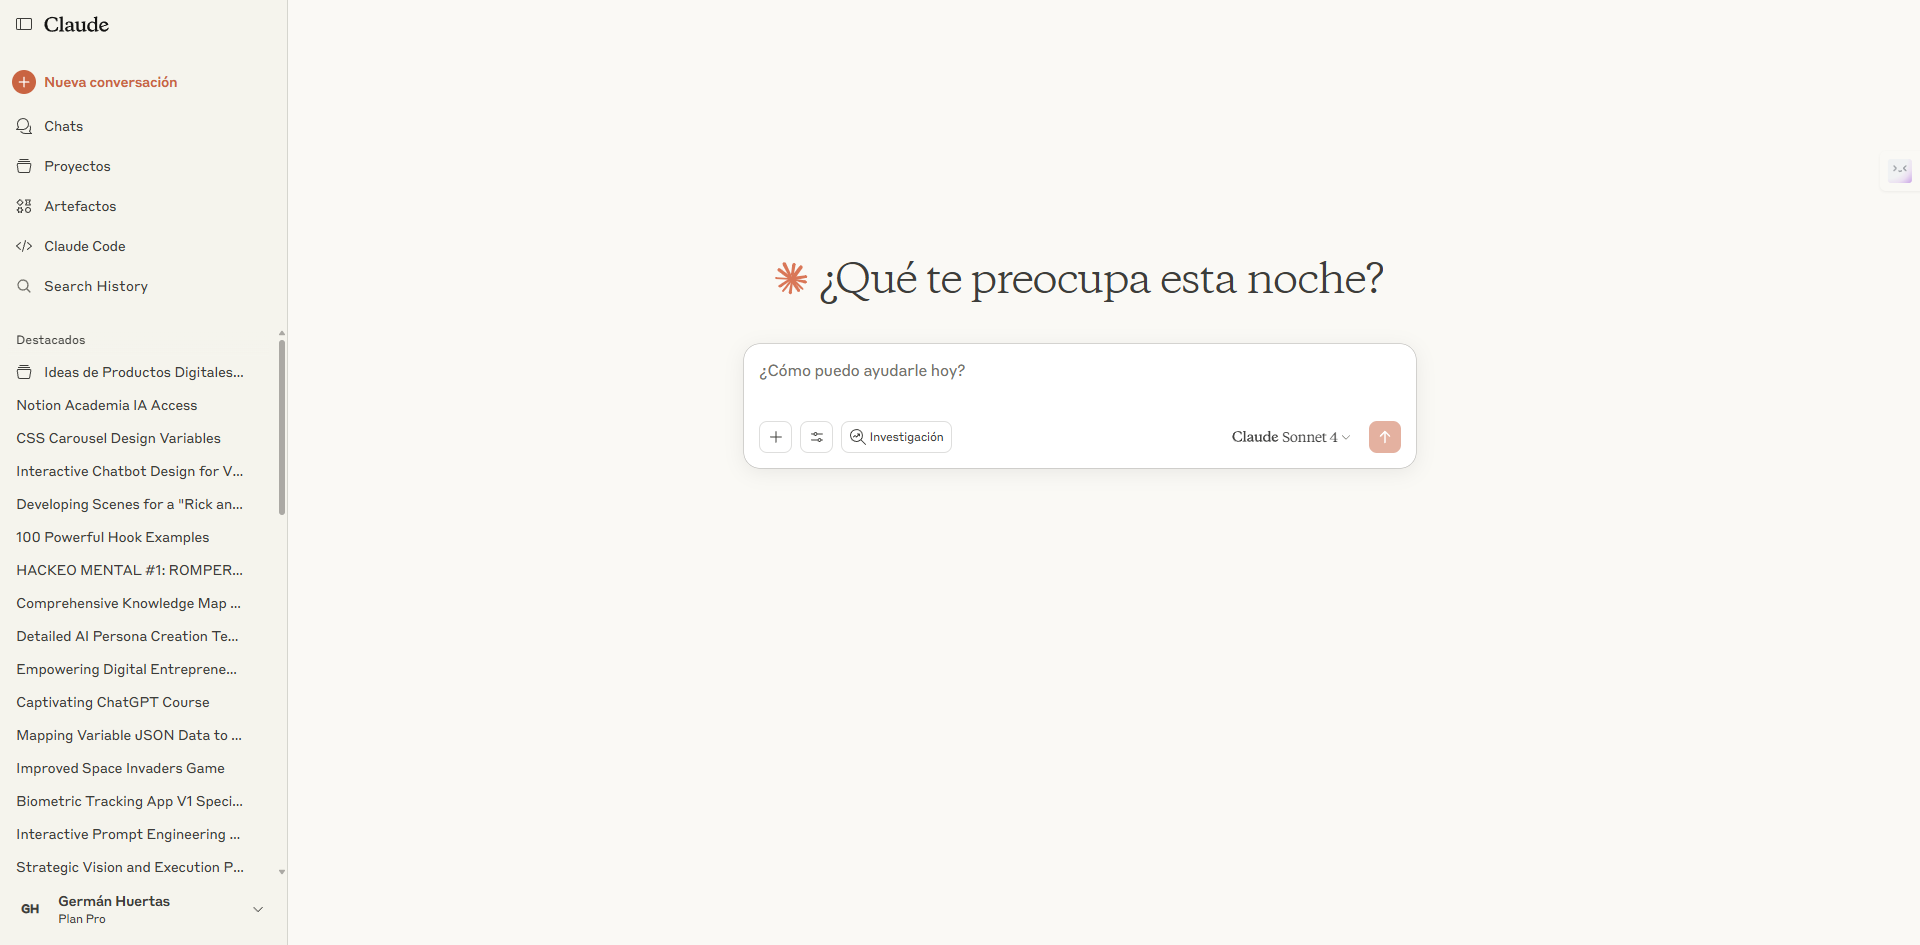 Claude
Nueva conversación
Chats
Proyectos
Artefactos
Claude Code
Search History
Destacados
Ideas de Productos Digitales...
Notion Academia IA Access
CSS Carousel Design Variables
Interactive Chatbot Design for V...
Developing Scenes for a "Rick an...
100 Powerful Hook Examples
HACKEO MENTAL #1: ROMPER...
Comprehensive Knowledge Map ...
Detailed AI Persona Creation Te...
Empowering Digital Entreprene...
Captivating ChatGPT Course
Mapping Variable JSON Data to ...
Improved Space Invaders Game
Biometric Tracking App V1 Speci...
Interactive Prompt Engineering ...
Strategic Vision and Execution P...
GH
Germán Huertas
Plan Pro
¿Qué te preocupa esta noche?
¿Cómo puedo ayudarle hoy?
Investigación
Claude Sonnet 4